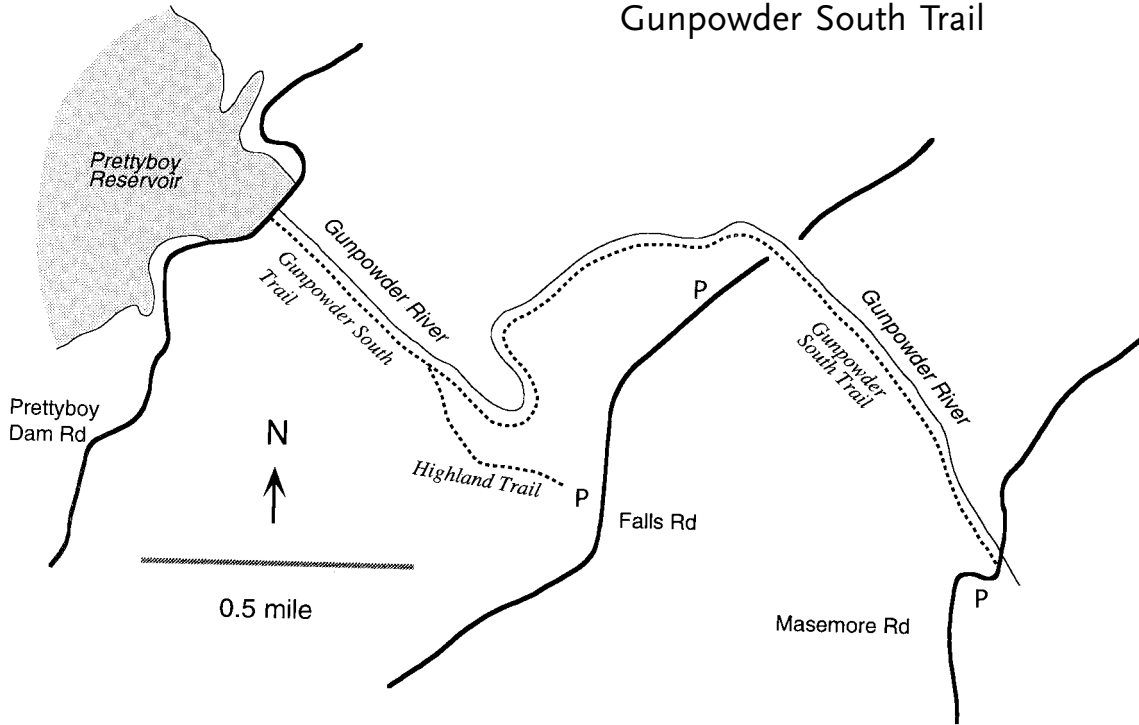 Gunpowder South Trail
Prettyboy
Reservoir
Gunpowder River
Gunpowder South
Trail
P
Gunpowder River
Gunpowder
South Trail
Prettyboy
Dam Rd
N
Highland Trail
P
Falls Rd
0.5 mile
P
Masemore Rd